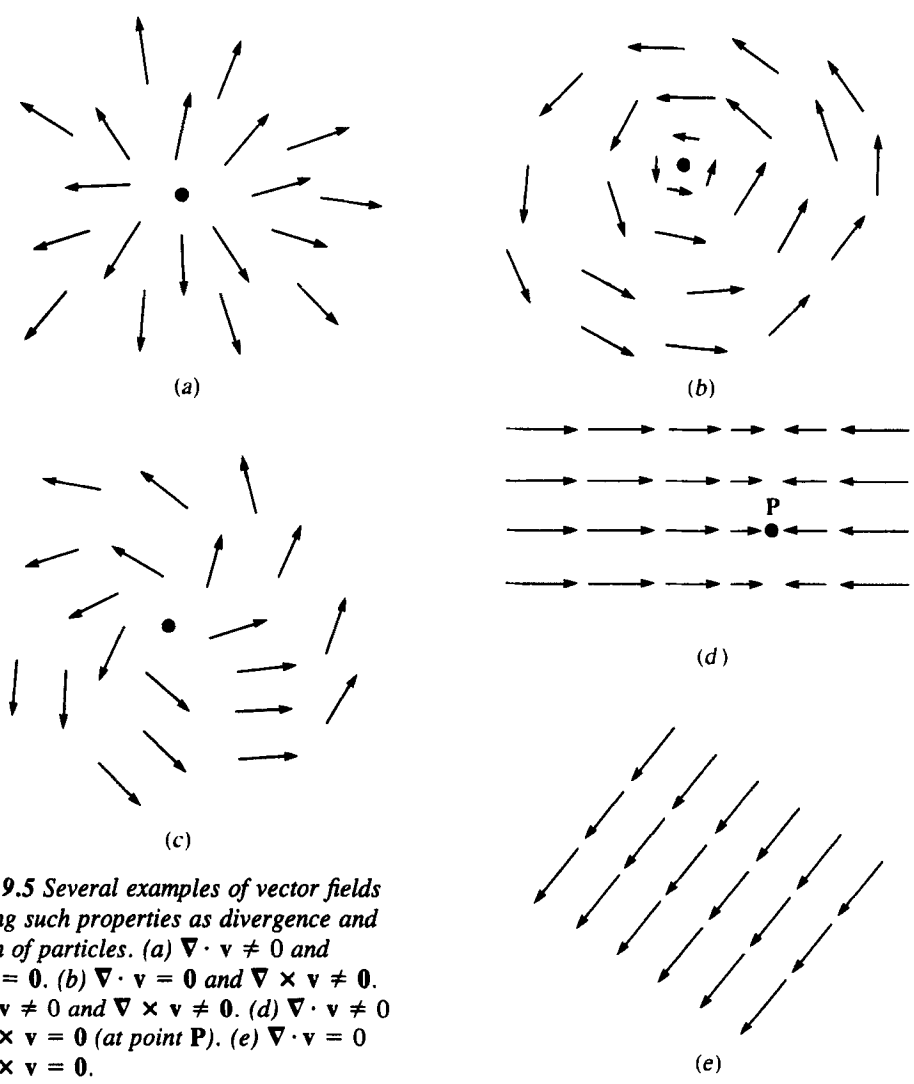 (a)
(b)
P
(d)
(c)
(e)
9.5 Several examples of vector fields
such properties as divergence and
of particles. (a) ∇ · v ≠ 0 and
= 0. (b) ∇ · v = 0 and ∇ × v ≠ 0.
v ≠ 0 and ∇ × v ≠ 0. (d) ∇ · v ≠ 0
× v = 0 (at point P). (e) ∇ · v = 0
× v = 0.